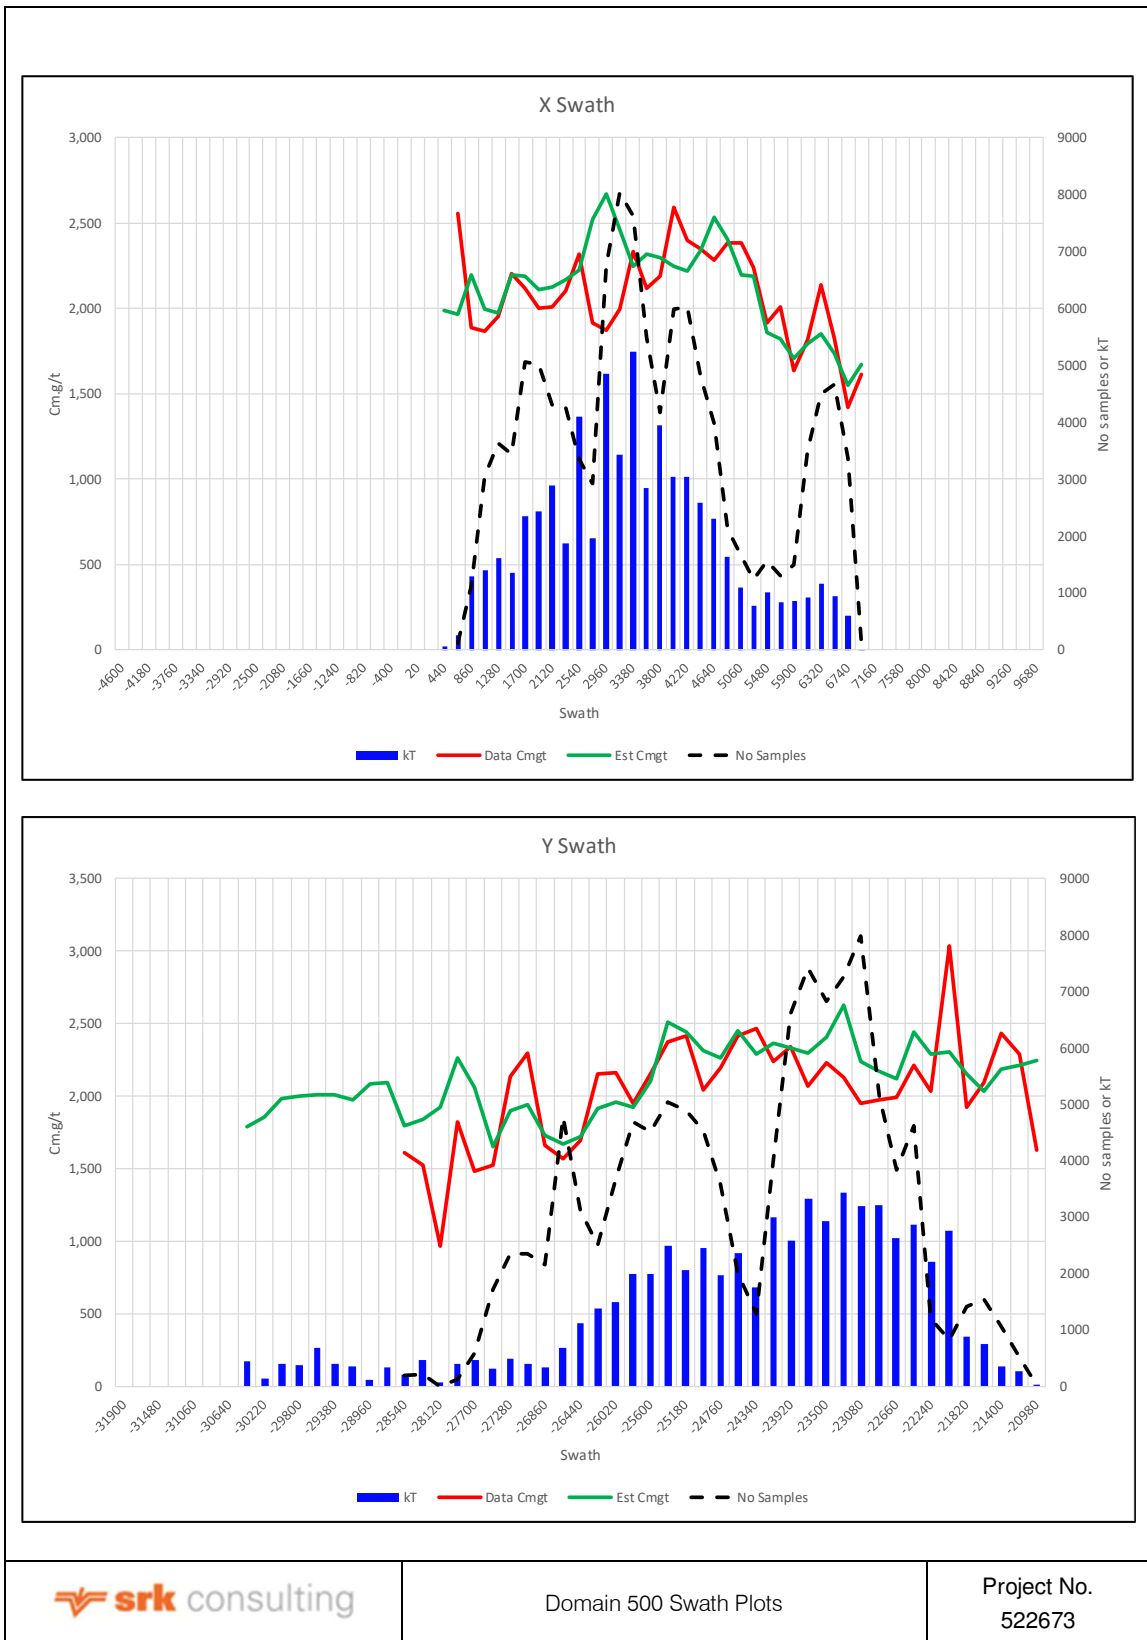 X Swath
3,000
2,500
2,000
1,500
1,000
500
0
Cm.g/t
9000
8000
7000
6000
5000
4000
3000
2000
1000
0
No samples or kT
-4600 -4180 -3760 -3340 -2920 -2500 -2080 -1660 -1240 -820 -400 20 440 860 1280 1700 2120 2540 2960 3380 3800 4220 4640 5060 5480 5900 6320 6740 7160 7580 8000 8420 8840 9260 9680
Swath
kT Data Cmgt Est Cmgt No Samples
Y Swath
3,500
3,000
2,500
2,000
1,500
1,000
500
0
Cm.g/t
9000
8000
7000
6000
5000
4000
3000
2000
1000
0
No samples or kT
-31900 -31480 -31060 -30640 -30220 -29800 -29380 -28960 -28540 -28120 -27700 -27280 -26860 -26440 -26020 -25600 -25180 -24760 -24340 -23920 -23500 -23080 -22660 -22240 -21820 -21400 -20980
Swath
kT Data Cmgt Est Cmgt No Samples
srk consulting
Domain 500 Swath Plots
Project No.
522673